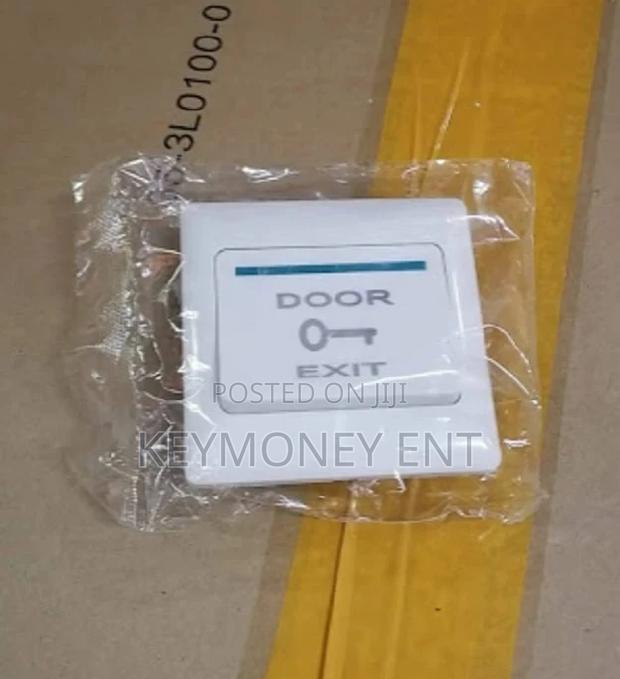 -3L0100-0
DOOR
EXIT
POSTED ON JIJI
KEYMONEY ENT